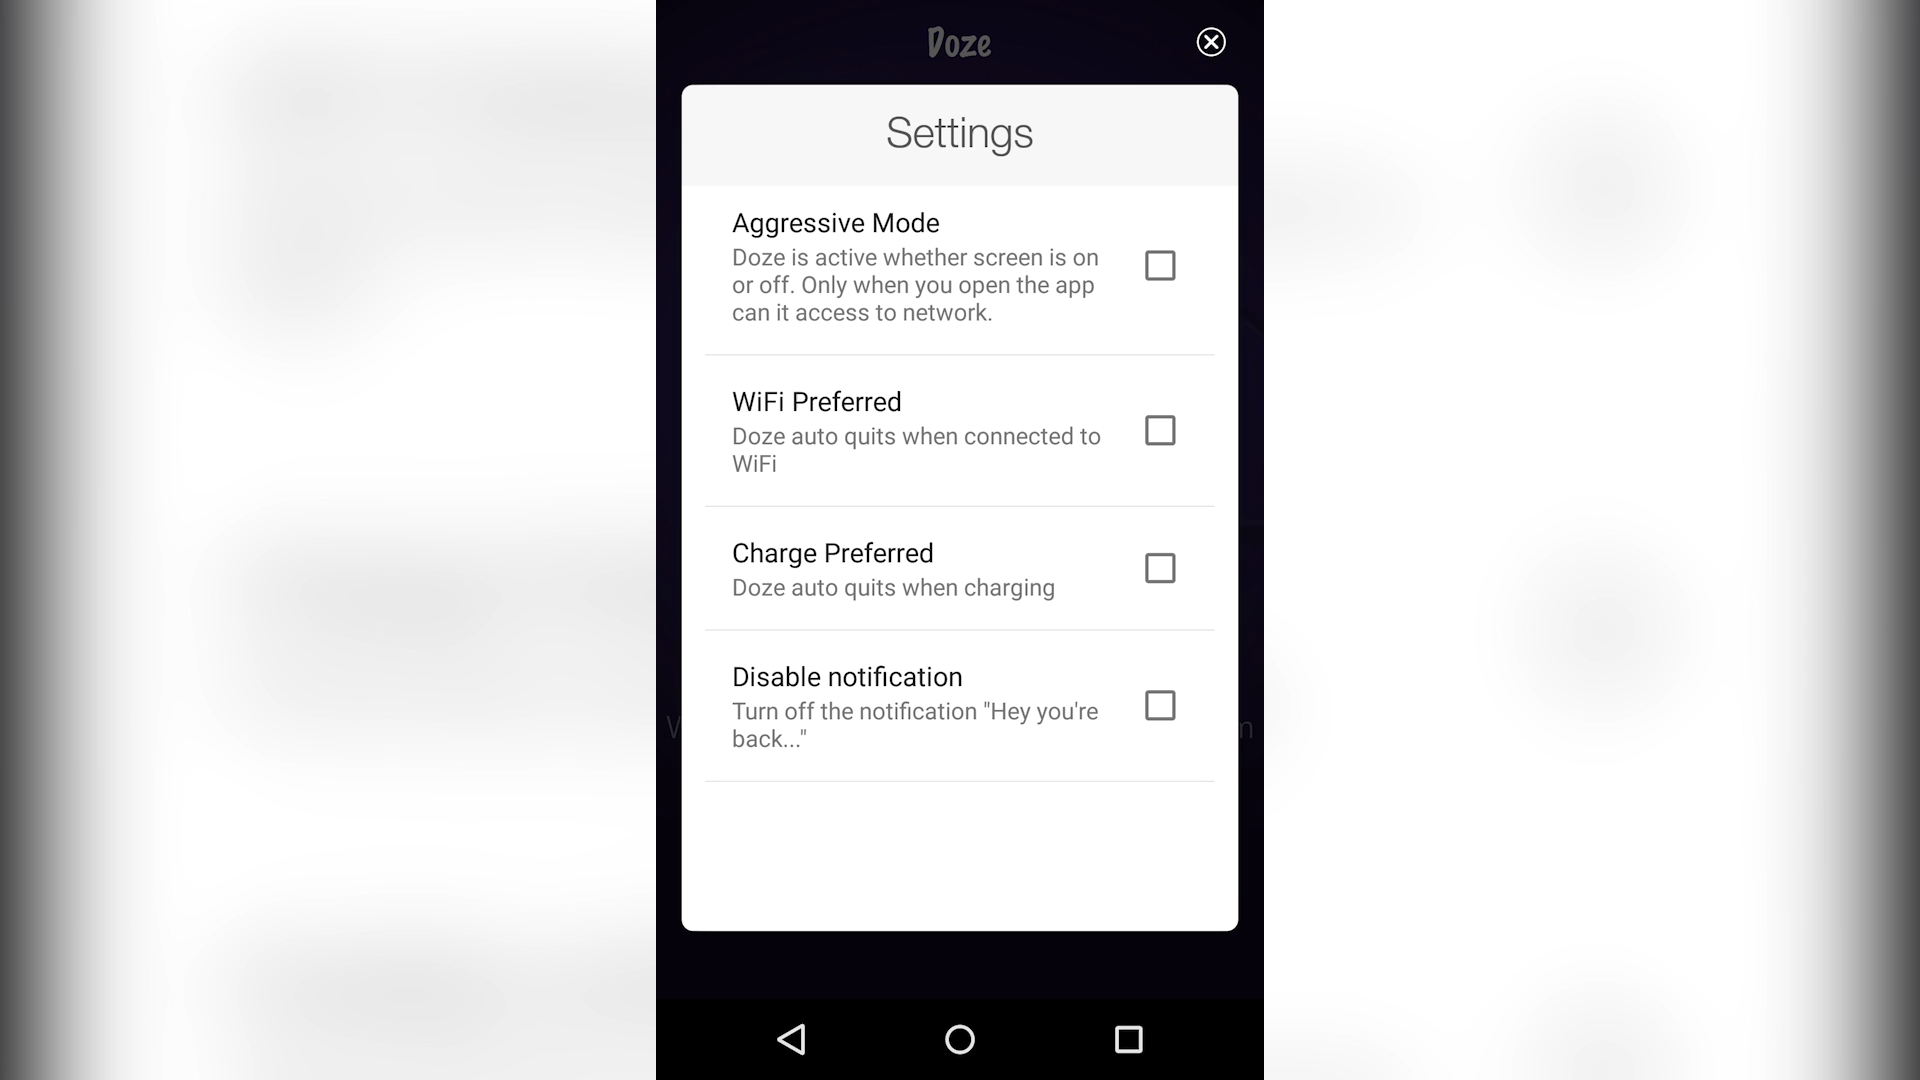 Doze
Settings
Aggressive Mode
Doze is active whether screen is on
or off. Only when you open the app
can it access to network.
WiFi Preferred
Doze auto quits when connected to
WiFi
Charge Preferred
Doze auto quits when charging
Disable notification
Turn off the notification "Hey you're
back..."